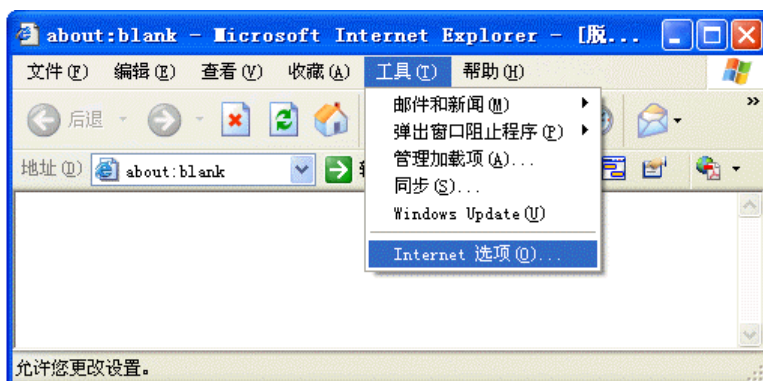 about:blank - Microsoft Internet Explorer - [脱...
文件(F) 编辑(E) 查看(V) 收藏(A) 工具(T) 帮助(H)
后退
地址(D) about:blank
邮件和新闻(M)
弹出窗口阻止程序(P)
管理加载项(A)...
同步(S)...
Windows Update(U)
Internet 选项(O)...
允许您更改设置。